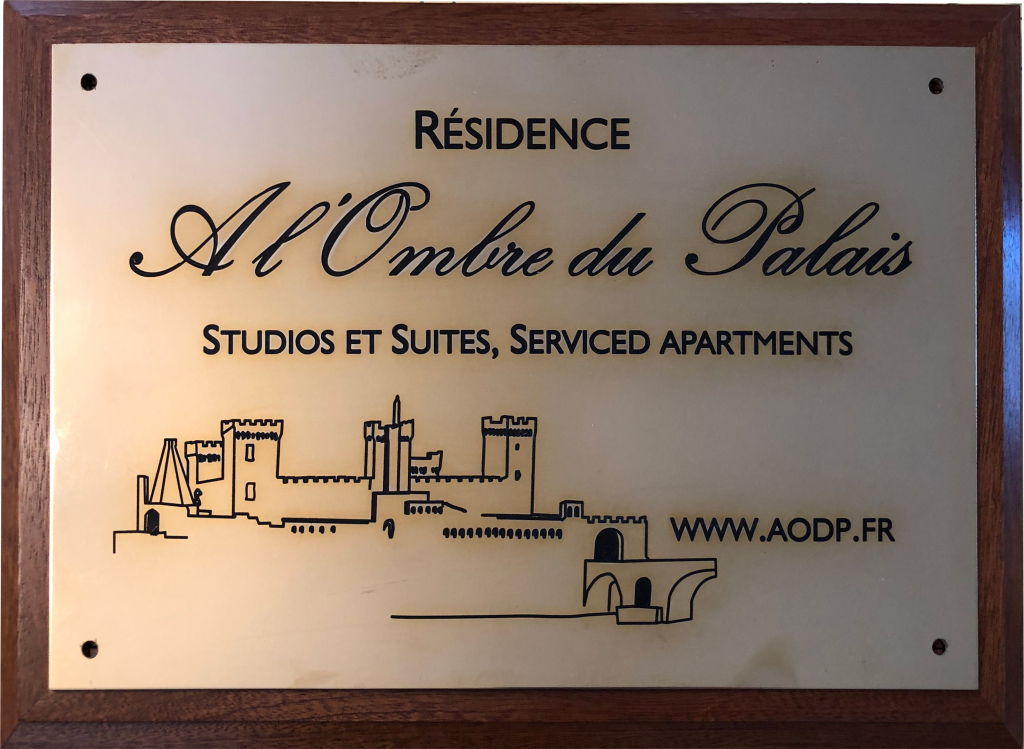 RÉSIDENCE
A l'Ombre du Palais
STUDIOS ET SUITES, SERVICED APARTMENTS
WWW.AODP.FR